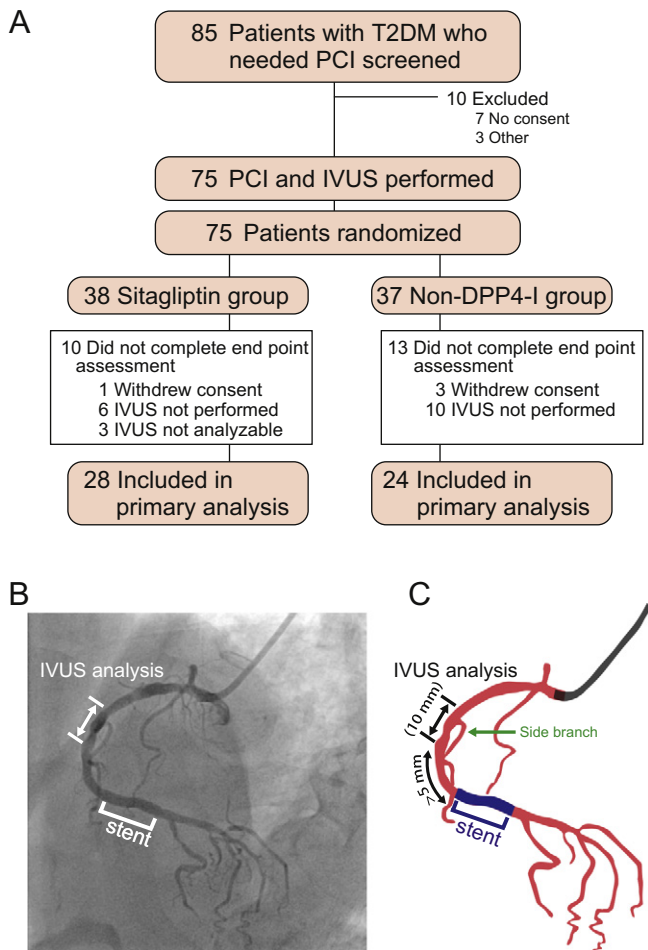 A
85 Patients with T2DM who
needed PCI screened
10 Excluded
7 No consent
3 Other
75 PCI and IVUS performed
75 Patients randomized
38 Sitagliptin group
37 Non-DPP4-I group
10 Did not complete end point
assessment
1 Withdrew consent
6 IVUS not performed
3 IVUS not analyzable
13 Did not complete end point
assessment
3 Withdrew consent
10 IVUS not performed
28 Included in
primary analysis
24 Included in
primary analysis
B
IVUS analysis
stent
C
IVUS analysis
(10 mm)
Side branch
>5 mm
stent